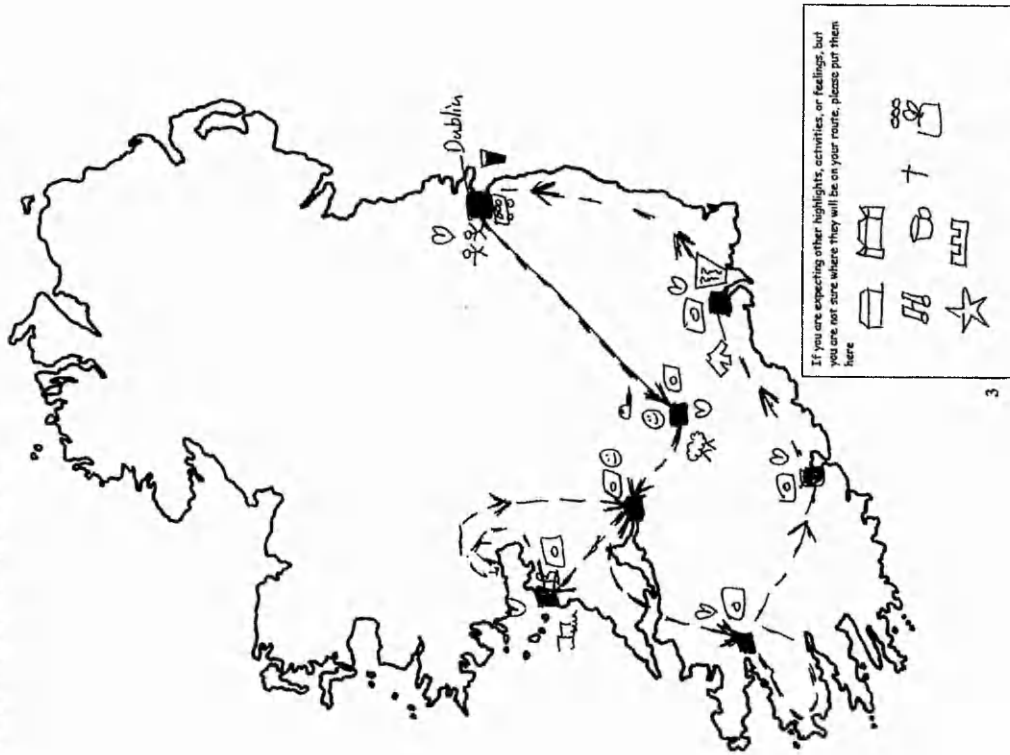 Dublin
If you are expecting other highlights, activities, or feelings, but
you are not sure where they will be on your route, please put them
here
3